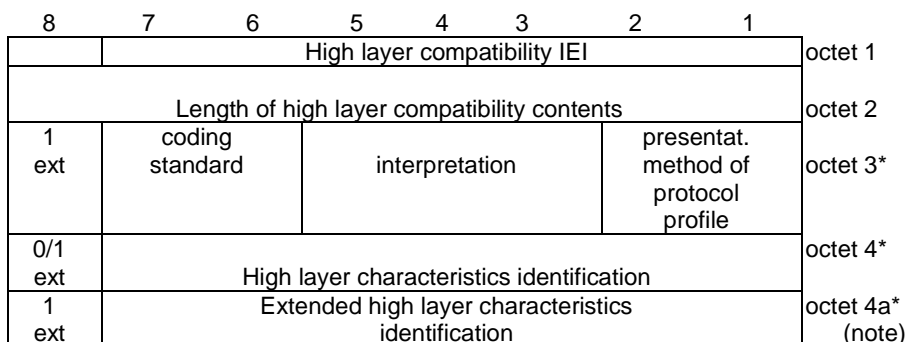 8 7 6 5 4 3 2 1
High layer compatibility IEI octet 1
Length of high layer compatibility contents octet 2
1 coding presentat.
ext standard interpretation method of octet 3*
protocol
profile
0/1 octet 4*
ext High layer characteristics identification
1 Extended high layer characteristics octet 4a*
ext identification (note)